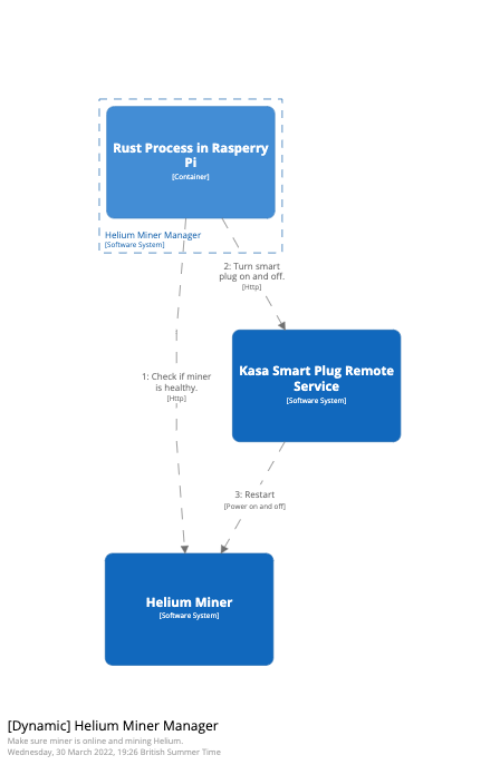 Rust Process in Rasperry
Pi
[Container]
Helium Miner Manager
[Software System]
2: Turn smart
plug on and off.
[Http]
Kasa Smart Plug Remote
Service
[Software System]
1: Check if miner
is healthy.
[Http]
3: Restart
[Power on and off]
Helium Miner
[Software System]
[Dynamic] Helium Miner Manager
Make sure miner is online and mining Helium.
Wednesday, 30 March 2022, 19:26 British Summer Time